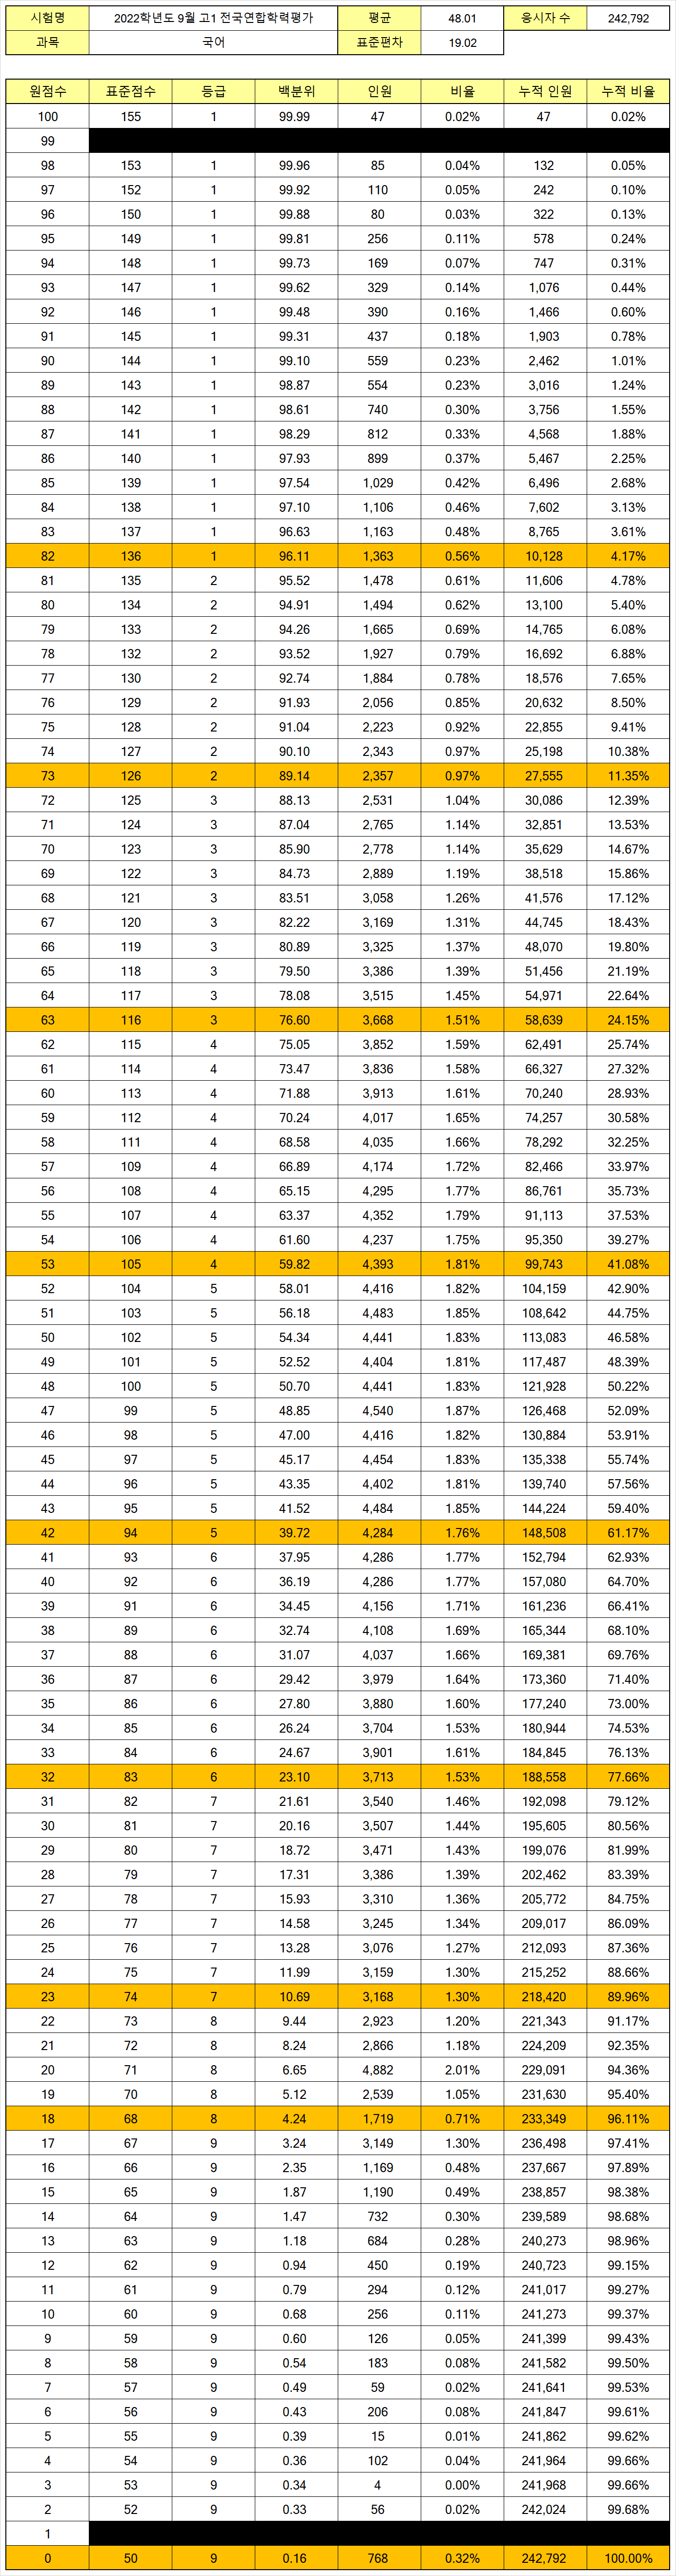 시험명 2022학년도 9월 고1 전국연합학력평가 평균 48.01 응시자 수 242,792
과목 국어 표준편차 19.02
원점수 표준점수 등급 백분위 인원 비율 누적 인원 누적 비율
100 155 1 99.99 47 0.02% 47 0.02%
99
98 153 1 99.96 85 0.04% 132 0.05%
97 152 1 99.92 110 0.05% 242 0.10%
96 150 1 99.88 80 0.03% 322 0.13%
95 149 1 99.81 256 0.11% 578 0.24%
94 148 1 99.73 169 0.07% 747 0.31%
93 147 1 99.62 329 0.14% 1,076 0.44%
92 146 1 99.48 390 0.16% 1,466 0.60%
91 145 1 99.31 437 0.18% 1,903 0.78%
90 144 1 99.10 559 0.23% 2,462 1.01%
89 143 1 98.87 554 0.23% 3,016 1.24%
88 142 1 98.61 740 0.30% 3,756 1.55%
87 141 1 98.29 812 0.33% 4,568 1.88%
86 140 1 97.93 899 0.37% 5,467 2.25%
85 139 1 97.54 1,029 0.42% 6,496 2.68%
84 138 1 97.10 1,106 0.46% 7,602 3.13%
83 137 1 96.63 1,163 0.48% 8,765 3.61%
82 136 1 96.11 1,363 0.56% 10,128 4.17%
81 135 2 95.52 1,478 0.61% 11,606 4.78%
80 134 2 94.91 1,494 0.62% 13,100 5.40%
79 133 2 94.26 1,665 0.69% 14,765 6.08%
78 132 2 93.52 1,927 0.79% 16,692 6.88%
77 130 2 92.74 1,884 0.78% 18,576 7.65%
76 129 2 91.93 2,056 0.85% 20,632 8.50%
75 128 2 91.04 2,223 0.92% 22,855 9.41%
74 127 2 90.10 2,343 0.97% 25,198 10.38%
73 126 2 89.14 2,357 0.97% 27,555 11.35%
72 125 3 88.13 2,531 1.04% 30,086 12.39%
71 124 3 87.04 2,765 1.14% 32,851 13.53%
70 123 3 85.90 2,778 1.14% 35,629 14.67%
69 122 3 84.73 2,889 1.19% 38,518 15.86%
68 121 3 83.51 3,058 1.26% 41,576 17.12%
67 120 3 82.22 3,169 1.31% 44,745 18.43%
66 119 3 80.89 3,325 1.37% 48,070 19.80%
65 118 3 79.50 3,386 1.39% 51,456 21.19%
64 117 3 78.08 3,515 1.45% 54,971 22.64%
63 116 3 76.60 3,668 1.51% 58,639 24.15%
62 115 4 75.05 3,852 1.59% 62,491 25.74%
61 114 4 73.47 3,836 1.58% 66,327 27.32%
60 113 4 71.88 3,913 1.61% 70,240 28.93%
59 112 4 70.24 4,017 1.65% 74,257 30.58%
58 111 4 68.58 4,035 1.66% 78,292 32.25%
57 109 4 66.89 4,174 1.72% 82,466 33.97%
56 108 4 65.15 4,295 1.77% 86,761 35.73%
55 107 4 63.37 4,352 1.79% 91,113 37.53%
54 106 4 61.60 4,237 1.75% 95,350 39.27%
53 105 4 59.82 4,393 1.81% 99,743 41.08%
52 104 5 58.01 4,416 1.82% 104,159 42.90%
51 103 5 56.18 4,483 1.85% 108,642 44.75%
50 102 5 54.34 4,441 1.83% 113,083 46.58%
49 101 5 52.52 4,404 1.81% 117,487 48.39%
48 100 5 50.70 4,441 1.83% 121,928 50.22%
47 99 5 48.85 4,540 1.87% 126,468 52.09%
46 98 5 47.00 4,416 1.82% 130,884 53.91%
45 97 5 45.17 4,454 1.83% 135,338 55.74%
44 96 5 43.35 4,402 1.81% 139,740 57.56%
43 95 5 41.52 4,484 1.85% 144,224 59.40%
42 94 5 39.72 4,284 1.76% 148,508 61.17%
41 93 6 37.95 4,286 1.77% 152,794 62.93%
40 92 6 36.19 4,286 1.77% 157,080 64.70%
39 91 6 34.45 4,156 1.71% 161,236 66.41%
38 89 6 32.74 4,108 1.69% 165,344 68.10%
37 88 6 31.07 4,037 1.66% 169,381 69.76%
36 87 6 29.42 3,979 1.64% 173,360 71.40%
35 86 6 27.80 3,880 1.60% 177,240 73.00%
34 85 6 26.24 3,704 1.53% 180,944 74.53%
33 84 6 24.67 3,901 1.61% 184,845 76.13%
32 83 6 23.10 3,713 1.53% 188,558 77.66%
31 82 7 21.61 3,540 1.46% 192,098 79.12%
30 81 7 20.16 3,507 1.44% 195,605 80.56%
29 80 7 18.72 3,471 1.43% 199,076 81.99%
28 79 7 17.31 3,386 1.39% 202,462 83.39%
27 78 7 15.93 3,310 1.36% 205,772 84.75%
26 77 7 14.58 3,245 1.34% 209,017 86.09%
25 76 7 13.28 3,076 1.27% 212,093 87.36%
24 75 7 11.99 3,159 1.30% 215,252 88.66%
23 74 7 10.69 3,168 1.30% 218,420 89.96%
22 73 8 9.44 2,923 1.20% 221,343 91.17%
21 72 8 8.24 2,866 1.18% 224,209 92.35%
20 71 8 6.65 4,882 2.01% 229,091 94.36%
19 70 8 5.12 2,539 1.05% 231,630 95.40%
18 68 8 4.24 1,719 0.71% 233,349 96.11%
17 67 9 3.24 3,149 1.30% 236,498 97.41%
16 66 9 2.35 1,169 0.48% 237,667 97.89%
15 65 9 1.87 1,190 0.49% 238,857 98.38%
14 64 9 1.47 732 0.30% 239,589 98.68%
13 63 9 1.18 684 0.28% 240,273 98.96%
12 62 9 0.94 450 0.19% 240,723 99.15%
11 61 9 0.79 294 0.12% 241,017 99.27%
10 60 9 0.68 256 0.11% 241,273 99.37%
9 59 9 0.60 126 0.05% 241,399 99.43%
8 58 9 0.54 183 0.08% 241,582 99.50%
7 57 9 0.49 59 0.02% 241,641 99.53%
6 56 9 0.43 206 0.08% 241,847 99.61%
5 55 9 0.39 15 0.01% 241,862 99.62%
4 54 9 0.36 102 0.04% 241,964 99.66%
3 53 9 0.34 4 0.00% 241,968 99.66%
2 52 9 0.33 56 0.02% 242,024 99.68%
1
0 50 9 0.16 768 0.32% 242,792 100.00%